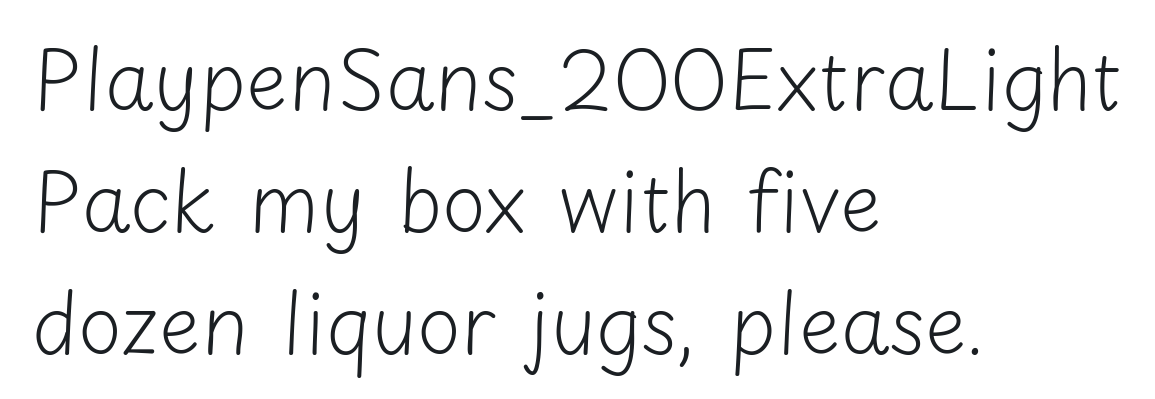 PlaypenSans_200ExtraLight
Pack my box with five
dozen liquor jugs, please.